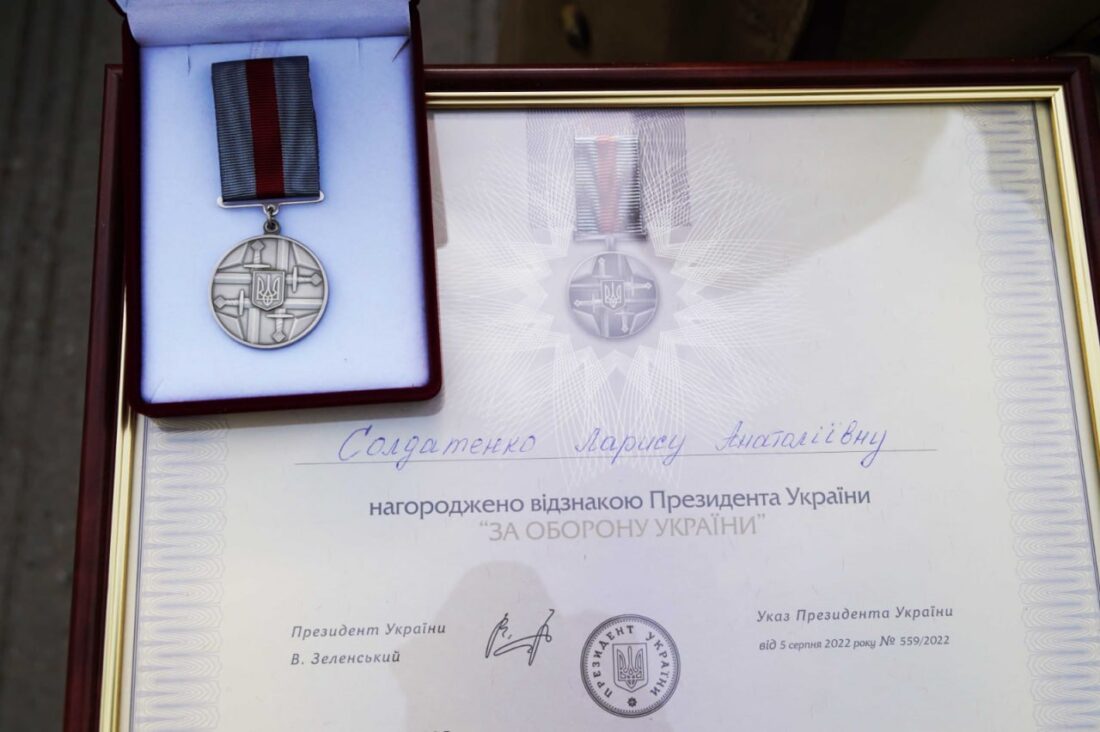 Солдатенко Ларису Анатоліївну
нагороджено відзнакою Президента України
“ЗА ОБОРОНУ УКРАЇНИ”
Президент України
В. Зеленський
ПРЕЗИДЕНТ УКРАЇНИ
Указ Президента України
від 5 серпня 2022 року № 559/2022